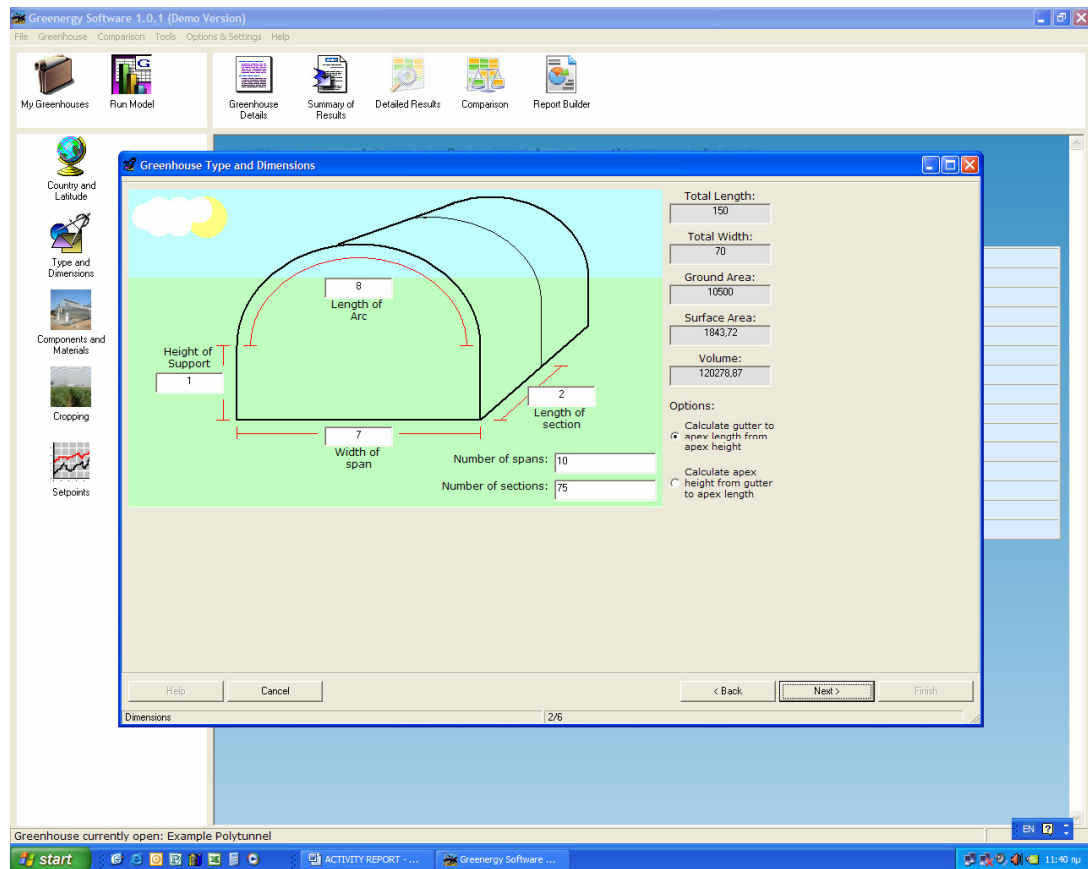 Greenergy Software 1.0.1 (Demo Version)
File Greenhouse Comparison Tools Options & Settings Help
My Greenhouses
Run Model
Greenhouse
Details
Summary of
Results
Detailed Results
Comparison
Report Builder
Country and
Latitude
Type and
Dimensions
Components and
Materials
Cropping
Setpoints
Greenhouse Type and Dimensions
8
Length of
Arc
Height of
Support
1
2
Length of
section
7
Width of
span
Number of spans: 10
Number of sections: 75
Total Length:
150
Total Width:
70
Ground Area:
10500
Surface Area:
1843,72
Volume:
120278,87
Options:
Calculate gutter to
apex length from
apex height
Calculate apex
height from gutter
to apex length
Help
Cancel
< Back
Next >
Finish
Dimensions
2/6
Greenhouse currently open: Example Polytunnel
EN
start
ACTIVITY REPORT - ...
Greenergy Software ...
11:40 πμ